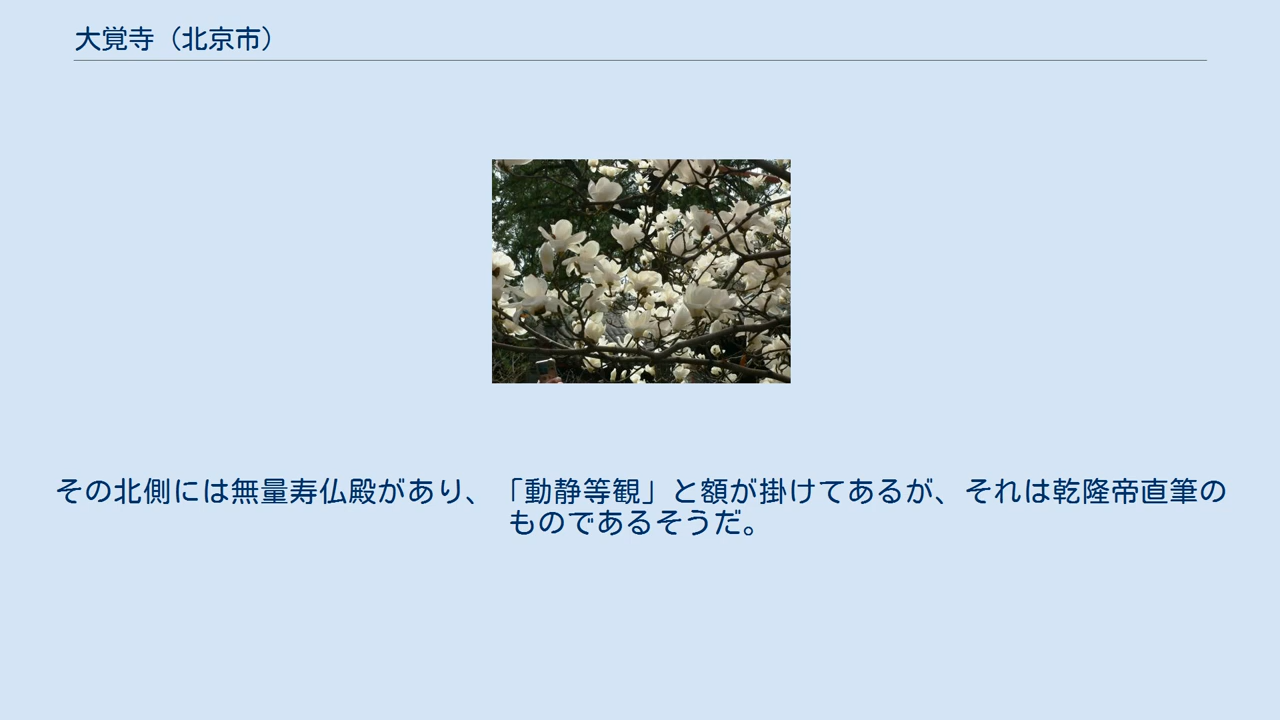 大覚寺（北京市）
その北側には無量寿仏殿があり、「動静等観」と額が掛けてあるが、それは乾隆帝直筆の
ものであるそうだ。